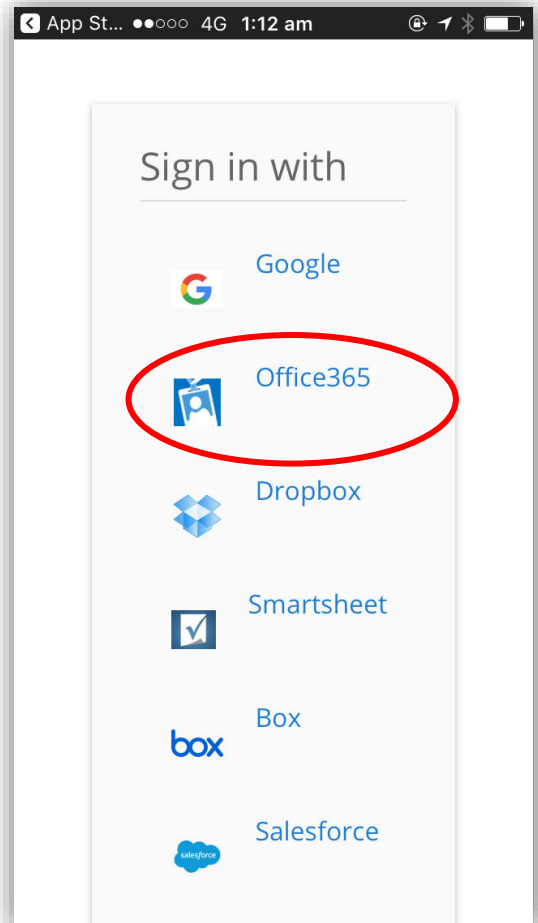 App St... 4G 1:12 am
Sign in with
Google
G
Office365
Dropbox
Smartsheet
Box
box
Salesforce
salesforce